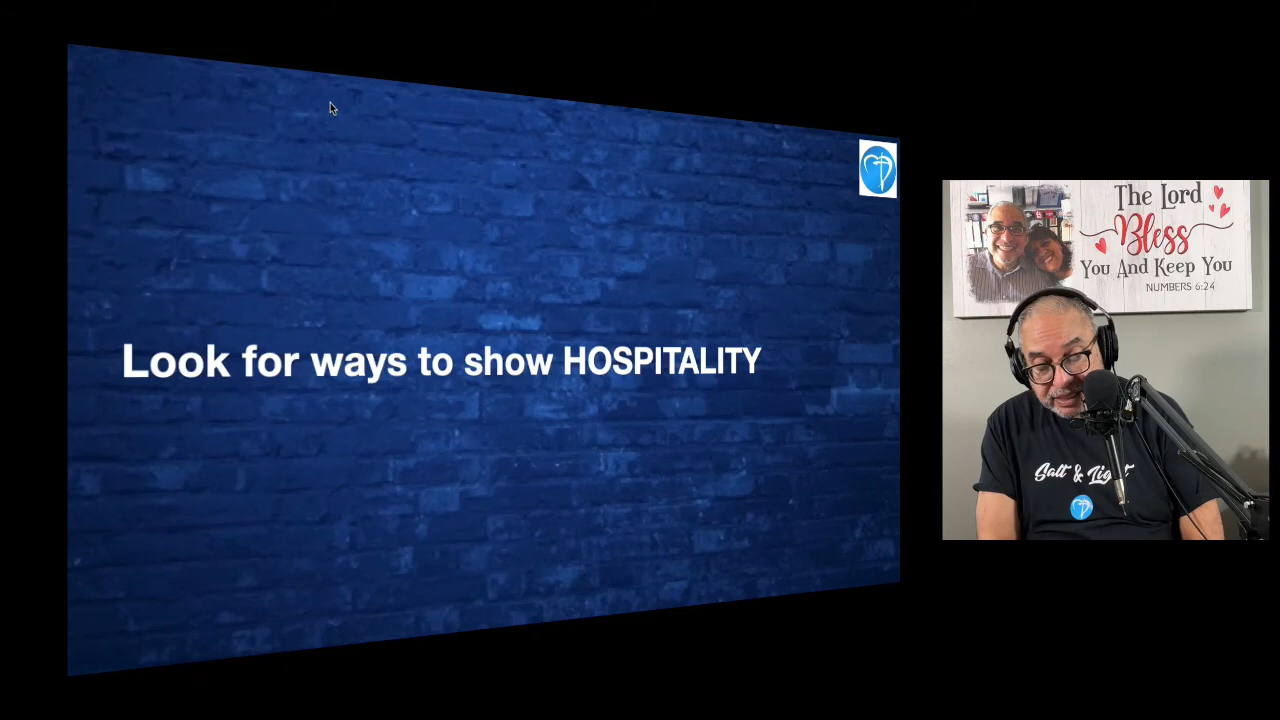 Look for ways to show HOSPITALITY
The Lord
Bless
You And Keep You
NUMBERS 6:24
Salt & Light